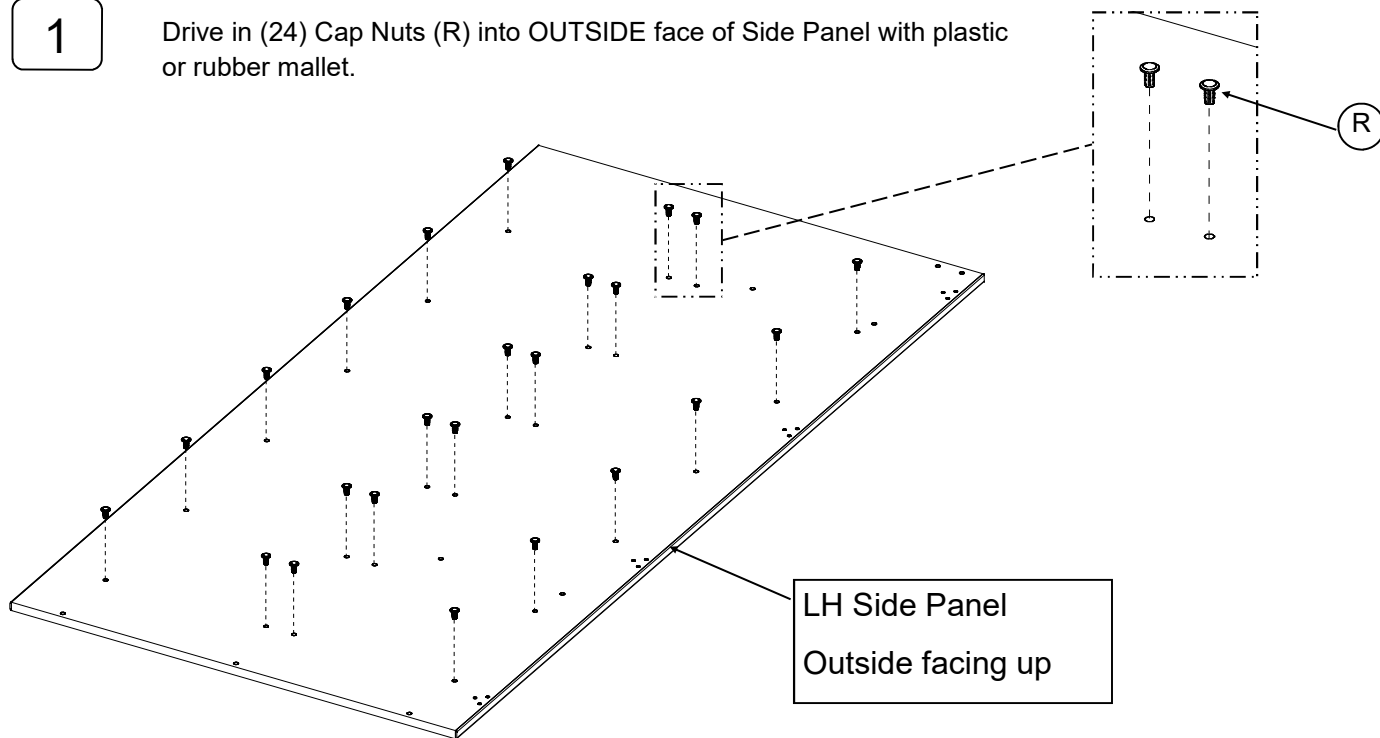 1
Drive in (24) Cap Nuts (R) into OUTSIDE face of Side Panel with plastic
or rubber mallet.
R
LH Side Panel
Outside facing up